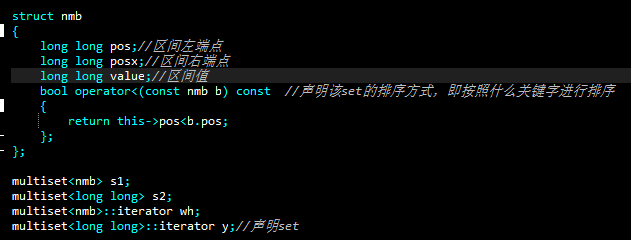 struct nmb
{
long long pos;//区间左端点
long long posx;//区间右端点
long long value;//区间值
bool operator<(const nmb b) const //声明该set的排序方式，即按照什么关键字进行排序
{
return this->pos<b.pos;
};
};
multiset<nmb> s1;
multiset<long long> s2;
multiset<nmb>::iterator wh;
multiset<long long>::iterator y;//声明set